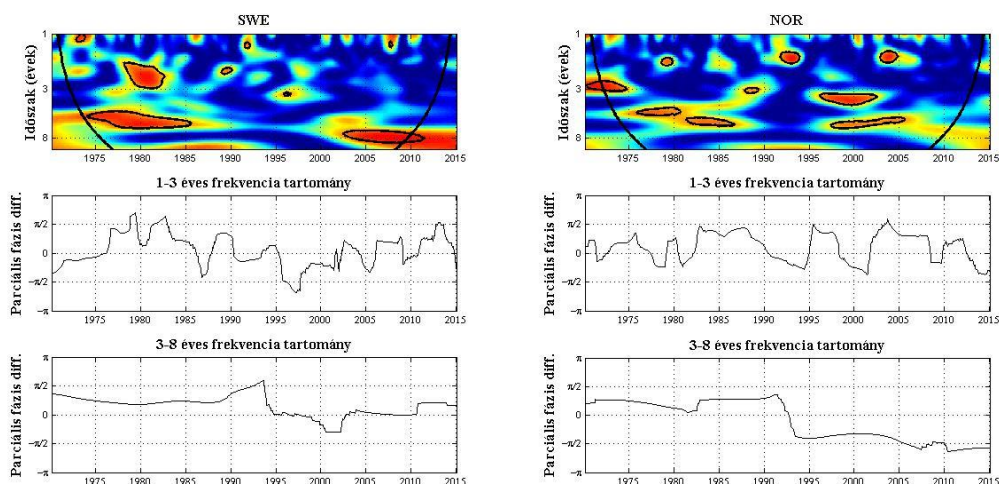 SWE
Időszak (évek)
1
3
8
1975 1980 1985 1990 1995 2000 2005 2010 2015
1-3 éves frekvencia tartomány
Parciális fázis diff.
π
π/2
0
−π/2
−π
1975 1980 1985 1990 1995 2000 2005 2010 2015
3-8 éves frekvencia tartomány
Parciális fázis diff.
π
π/2
0
−π/2
−π
1975 1980 1985 1990 1995 2000 2005 2010 2015
NOR
Időszak (évek)
1
3
8
1975 1980 1985 1990 1995 2000 2005 2010 2015
1-3 éves frekvencia tartomány
Parciális fázis diff.
π
π/2
0
−π/2
−π
1975 1980 1985 1990 1995 2000 2005 2010 2015
3-8 éves frekvencia tartomány
Parciális fázis diff.
π
π/2
0
−π/2
−π
1975 1980 1985 1990 1995 2000 2005 2010 2015